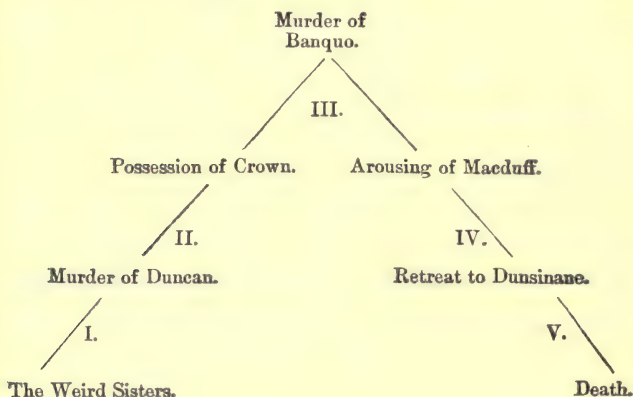 Murder of
Banquo.
III.
Possession of Crown. Arousing of Macduff.
II. IV.
Murder of Duncan. Retreat to Dunsinane.
I. V.
The Weird Sisters. Death.